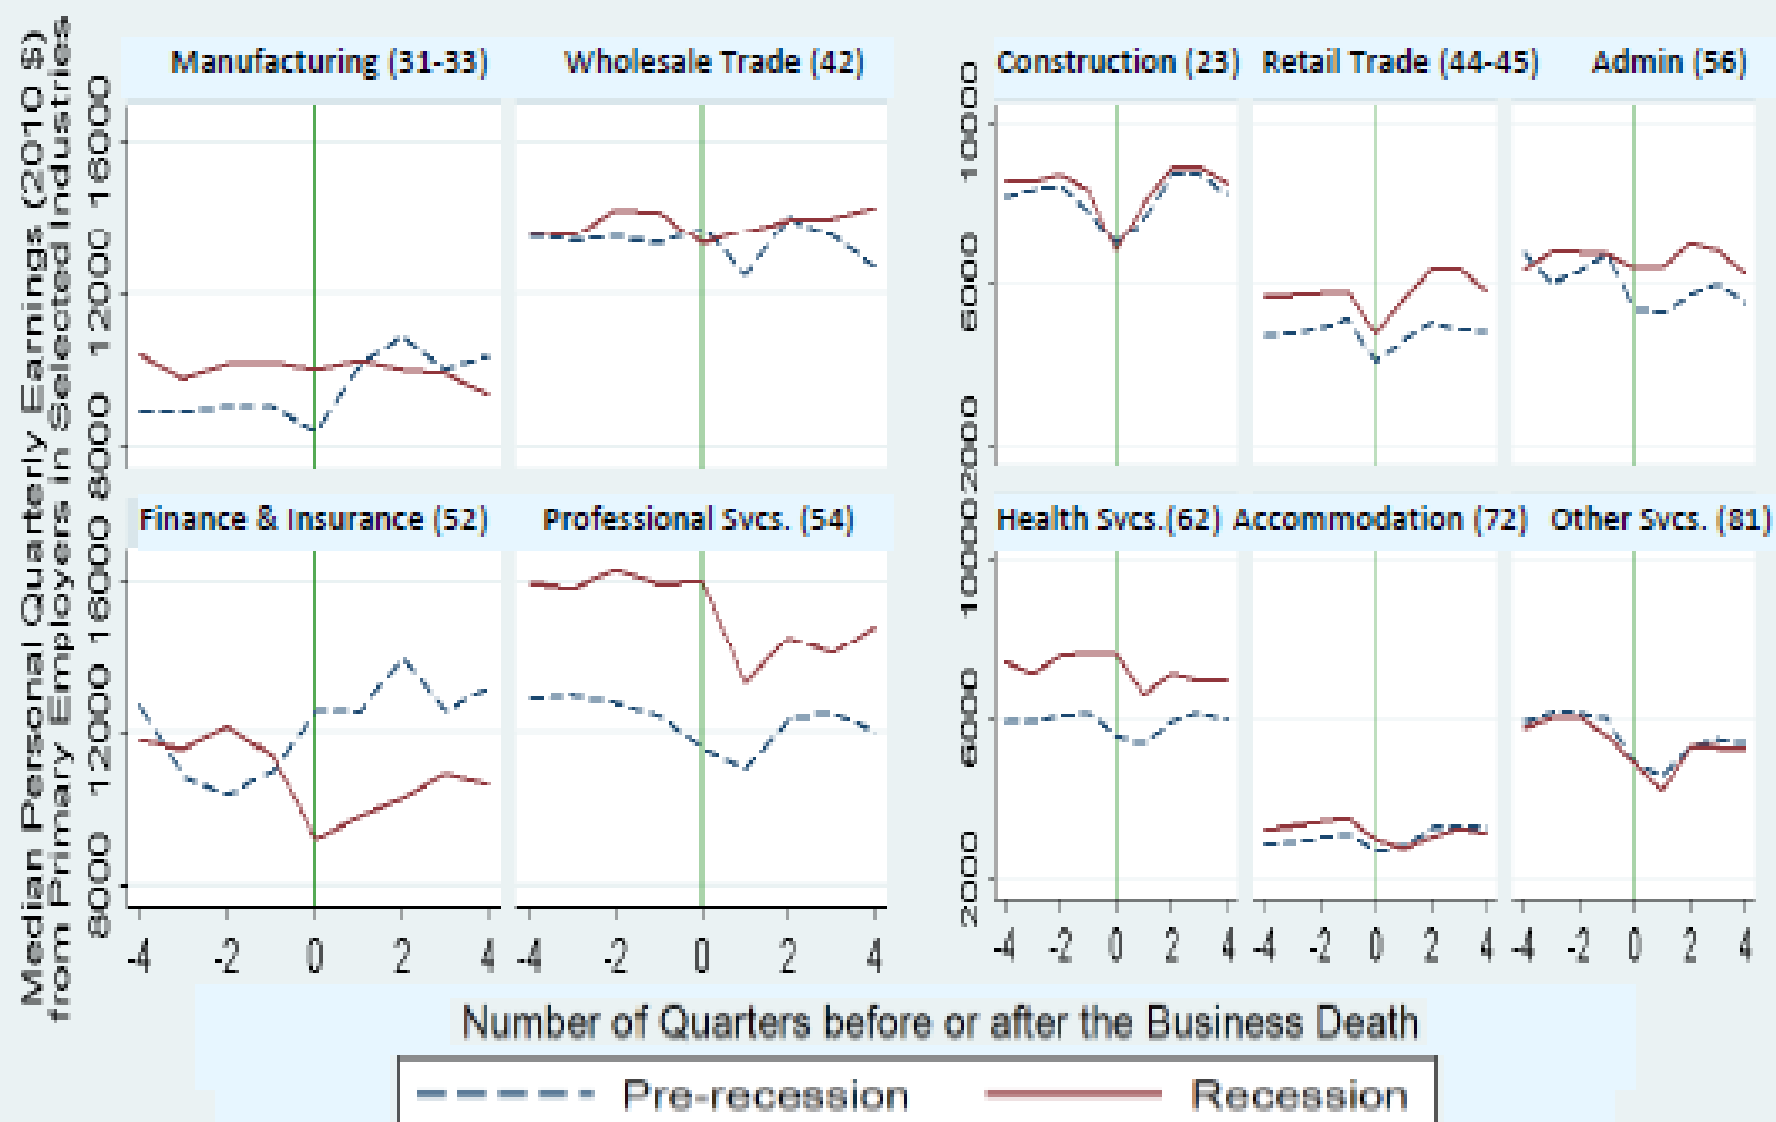 Median Personal Quarterly Earnings (2010 $)
from Primary Employers in Selected Industries
Manufacturing (31-33) Wholesale Trade (42) Construction (23) Retail Trade (44-45) Admin (56)
16000
12000
8000
10000
6000
2000
Finance & Insurance (52) Professional Svcs. (54) Health Svcs.(62) Accommodation (72) Other Svcs. (81)
16000
12000
8000
10000
6000
2000
-4 -2 0 2 4 -4 -2 0 2 4 -4 -2 0 2 4 -4 -2 0 2 4 -4 -2 0 2 4
Number of Quarters before or after the Business Death
Pre-recession Recession